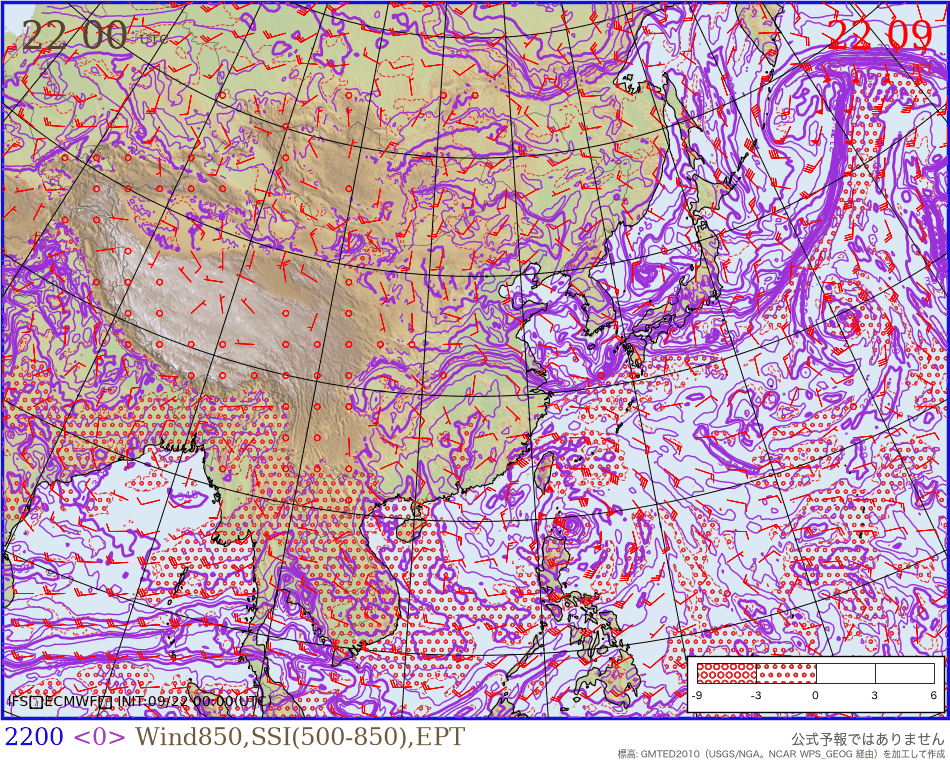 22 00 UTC
22 09
-9 -3 0 3 6
IFS□ECMWF□ INIT:09/22 00:00(UTC)
2200 <0> Wind850,SSI(500-850),EPT
公式予報ではありません
標高: GMTED2010（USGS/NGA。NCAR WPS_GEOG 経由）を加工して作成